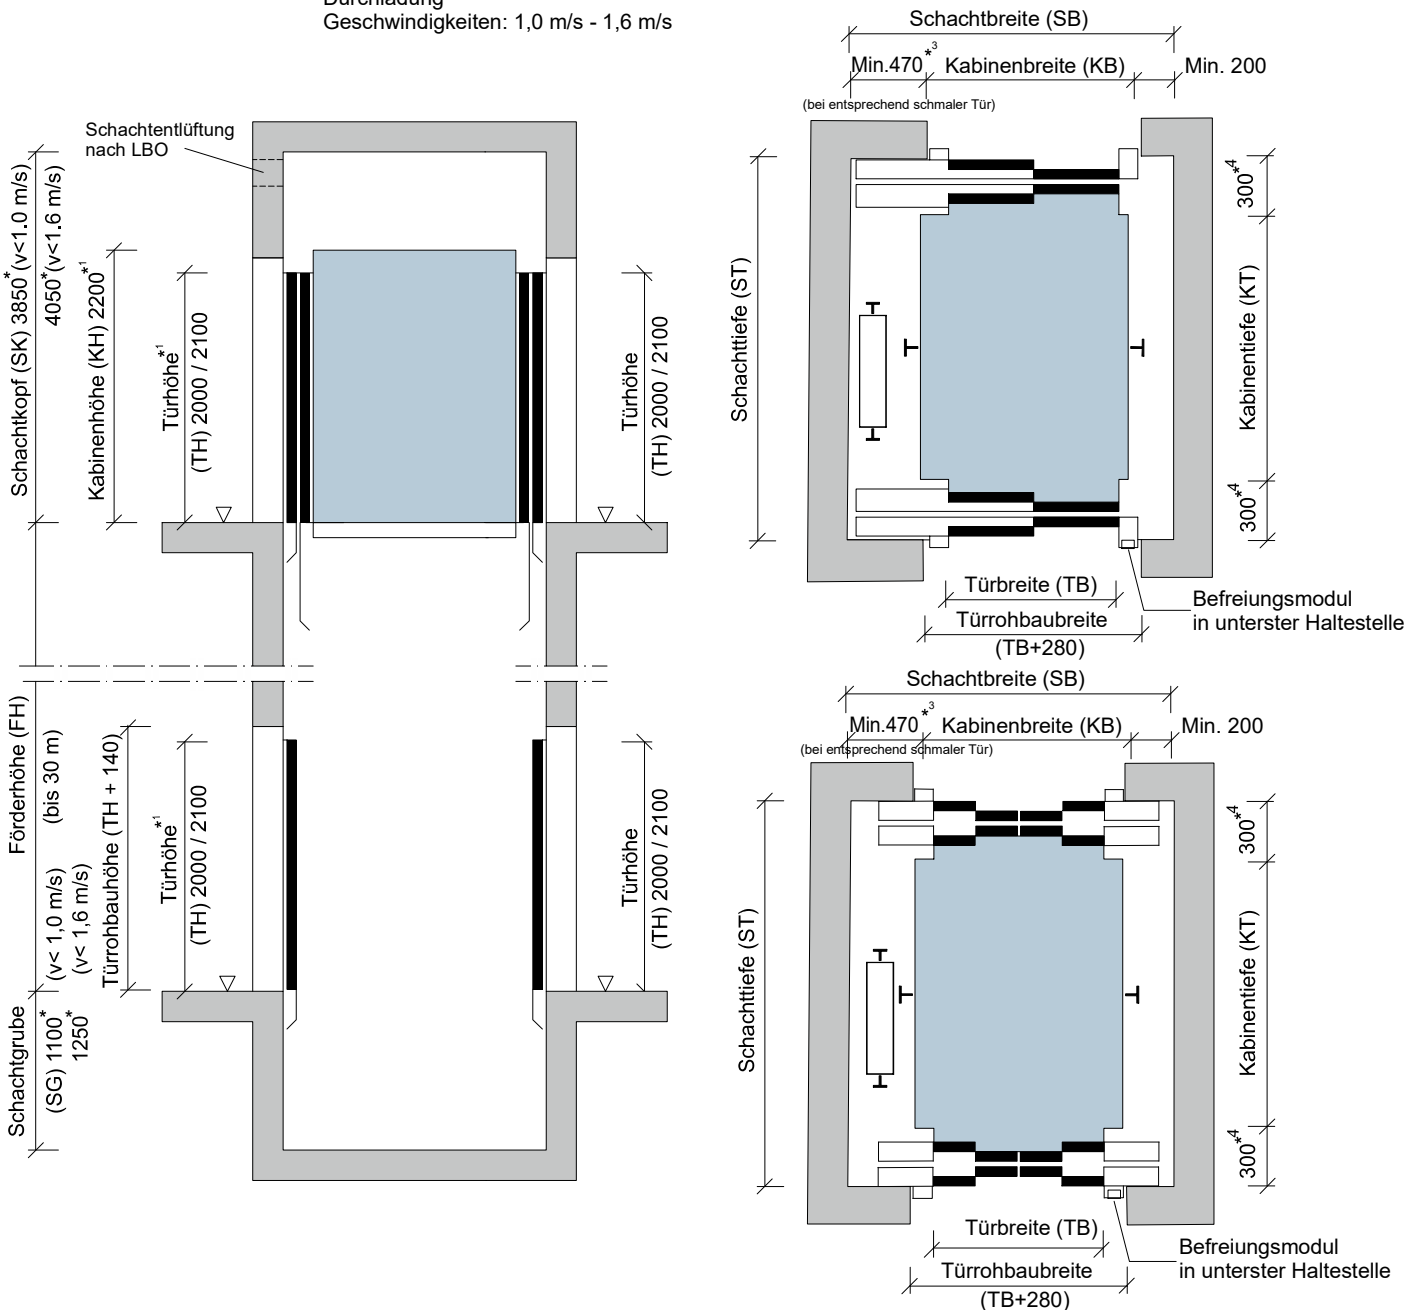 Durchladung
Geschwindigkeiten: 1,0 m/s - 1,6 m/s
Schachtentlüftung
nach LBO
Schachtkopf (SK) 3850* (v<1.0 m/s)
4050*(v<1.6 m/s)
Kabinenhöhe (KH) 2200*1
Türhöhe*1
(TH) 2000 / 2100
Türhöhe
(TH) 2000 / 2100
Förderhöhe (FH)
(bis 30 m)
Türrohbauhöhe (TH + 140)
Türhöhe*1
(TH) 2000 / 2100
Türhöhe
(TH) 2000 / 2100
Schachtgrube
(SG) 1100* (v< 1,0 m/s)
1250* (v< 1,6 m/s)
Schachtbreite (SB)
Min.470*3
Kabinenbreite (KB)
Min. 200
(bei entsprechend schmaler Tür)
Schachttiefe (ST)
300*4
Kabinentiefe (KT)
300*4
Türbreite (TB)
Türrohbaubreite
(TB+280)
Befreiungsmodul
in unterster Haltestelle
Schachtbreite (SB)
Min.470*3
Kabinenbreite (KB)
Min. 200
(bei entsprechend schmaler Tür)
Schachttiefe (ST)
300*4
Kabinentiefe (KT)
300*4
Türbreite (TB)
Türrohbaubreite
(TB+280)
Befreiungsmodul
in unterster Haltestelle